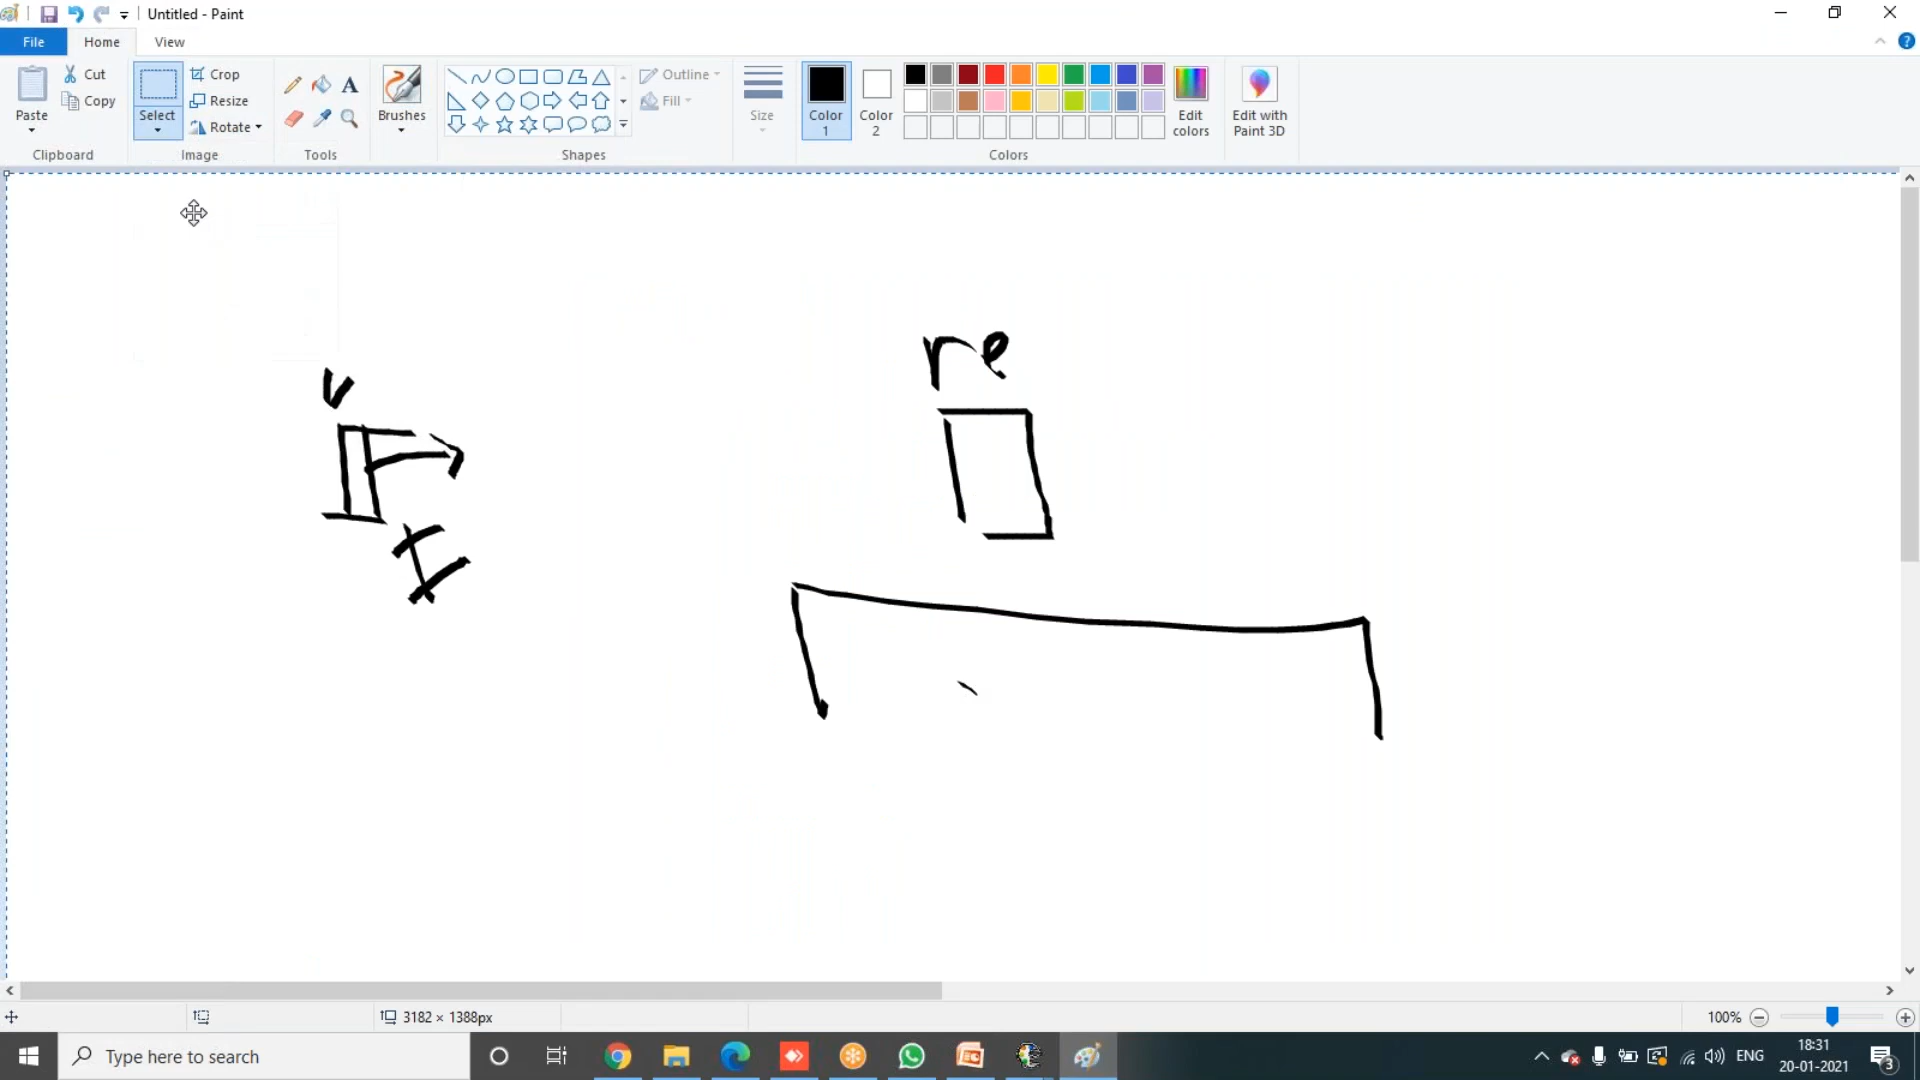 Untitled - Paint
File Home View
Paste
Cut
Copy
Clipboard
Select
Crop
Resize
Rotate
Image
A
Tools
Brushes
Shapes
Outline
Fill
Size
Color 1
Color 2
Edit colors
Colors
Edit with Paint 3D
re
v
I
3182 × 1388px
100%
Type here to search
ENG
18:31
20-01-2021
3